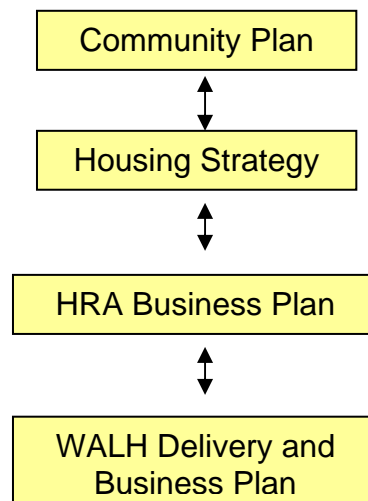 Community Plan
Housing Strategy
HRA Business Plan
WALH Delivery and
Business Plan